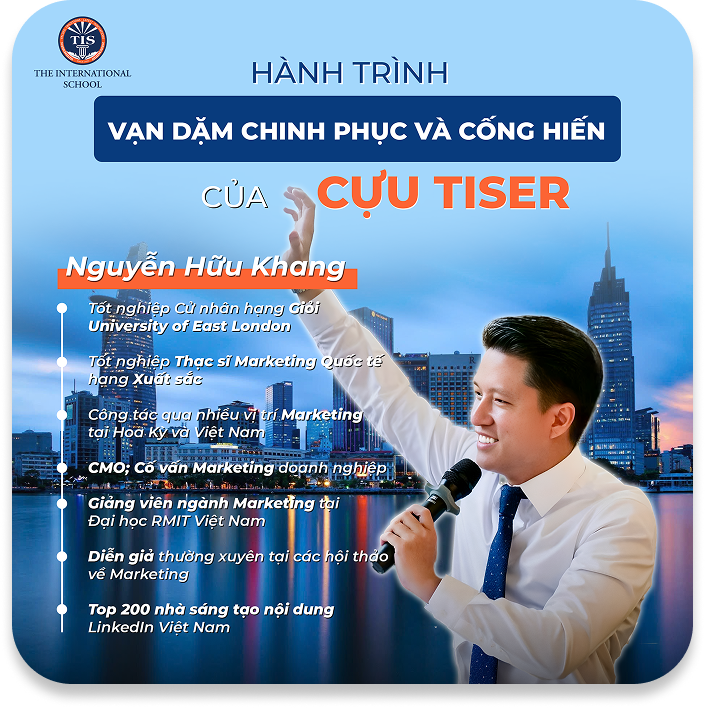 TIS
THE INTERNATIONAL
SCHOOL
HÀNH TRÌNH
VẠN DẶM CHINH PHỤC VÀ CỐNG HIẾN
CỦA CỰU TISER
Nguyễn Hữu Khang
Tốt nghiệp Cử nhân hạng Giỏi
University of East London
Tốt nghiệp Thạc sĩ Marketing Quốc tế
hạng Xuất sắc
Công tác qua nhiều vị trí Marketing
tại Hoa Kỳ và Việt Nam
CMO; Cố vấn Marketing doanh nghiệp
Giảng viên ngành Marketing tại
Đại học RMIT Việt Nam
Diễn giả thường xuyên tại các hội thảo
về Marketing
Top 200 nhà sáng tạo nội dung
LinkedIn Việt Nam